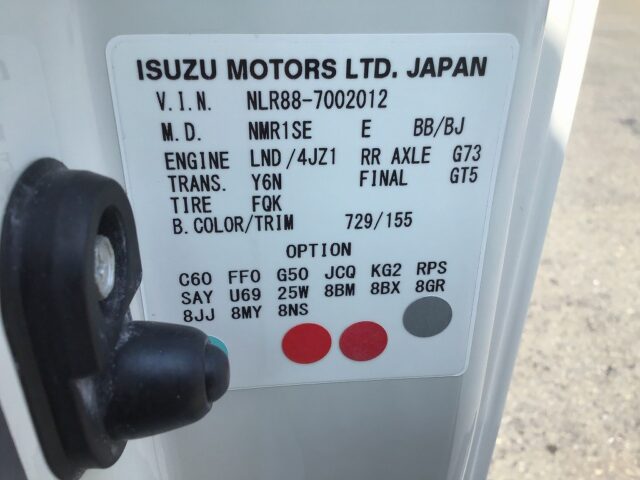 ISUZU MOTORS LTD. JAPAN
V.I.N. NLR88-7002012
M.D. NMR1SE E BB/BJ
ENGINE LND/4JZ1 RR AXLE G73
TRANS. Y6N FINAL GT5
TIRE FQK
B.COLOR/TRIM 729/155
OPTION
C60 FF0 G50 JCQ KG2 RPS
SAY U69 25W 8BM 8BX 8GR
8JJ 8MY 8NS